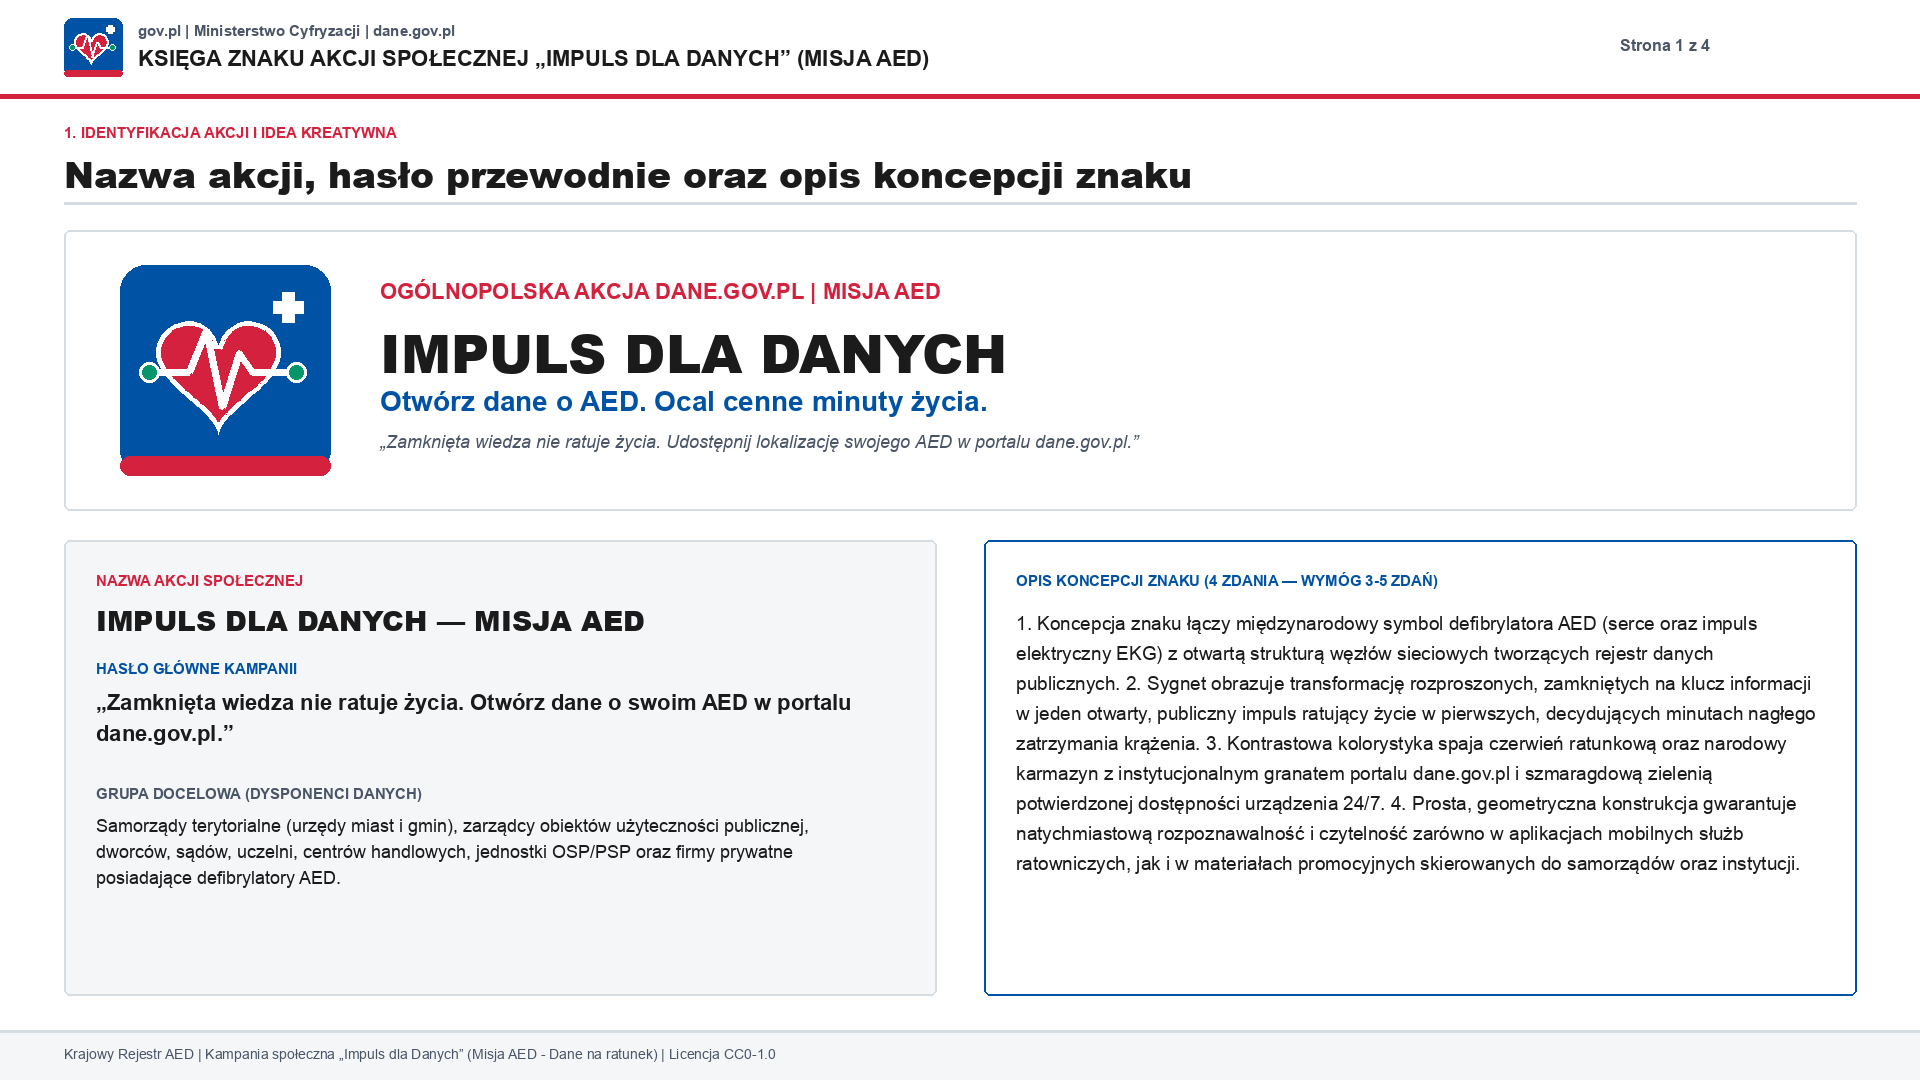 gov.pl | Ministerstwo Cyfryzacji | dane.gov.pl
KSIĘGA ZNAKU AKCJI SPOŁECZNEJ „IMPULS DLA DANYCH” (MISJA AED)
Strona 1 z 4
1. IDENTYFIKACJA AKCJI I IDEA KREATYWNA
Nazwa akcji, hasło przewodnie oraz opis koncepcji znaku
OGÓLNOPOLSKA AKCJA DANE.GOV.PL | MISJA AED
IMPULS DLA DANYCH
Otwórz dane o AED. Ocal cenne minuty życia.
„Zamknięta wiedza nie ratuje życia. Udostępnij lokalizację swojego AED w portalu dane.gov.pl.”
NAZWA AKCJI SPOŁECZNEJ
IMPULS DLA DANYCH — MISJA AED
HASŁO GŁÓWNE KAMPANII
„Zamknięta wiedza nie ratuje życia. Otwórz dane o swoim AED w portalu
dane.gov.pl.”
GRUPA DOCELOWA (DYSPONENCI DANYCH)
Samorządy terytorialne (urzędy miast i gmin), zarządcy obiektów użyteczności publicznej,
dworców, sądów, uczelni, centrów handlowych, jednostki OSP/PSP oraz firmy prywatne
posiadające defibrylatory AED.
OPIS KONCEPCJI ZNAKU (4 ZDANIA — WYMÓG 3-5 ZDAŃ)
1. Koncepcja znaku łączy międzynarodowy symbol defibrylatora AED (serce oraz impuls
elektryczny EKG) z otwartą strukturą węzłów sieciowych tworzących rejestr danych
publicznych. 2. Sygnet obrazuje transformację rozproszonych, zamkniętych na klucz informacji
w jeden otwarty, publiczny impuls ratujący życie w pierwszych, decydujących minutach nagłego
zatrzymania krążenia. 3. Kontrastowa kolorystyka spaja czerwień ratunkową oraz narodowy
karmazyn z instytucjonalnym granatem portalu dane.gov.pl i szmaragdową zielenią
potwierdzonej dostępności urządzenia 24/7. 4. Prosta, geometryczna konstrukcja gwarantuje
natychmiastową rozpoznawalność i czytelność zarówno w aplikacjach mobilnych służb
ratowniczych, jak i w materiałach promocyjnych skierowanych do samorządów oraz instytucji.
Krajowy Rejestr AED | Kampania społeczna „Impuls dla Danych” (Misja AED - Dane na ratunek) | Licencja CC0-1.0